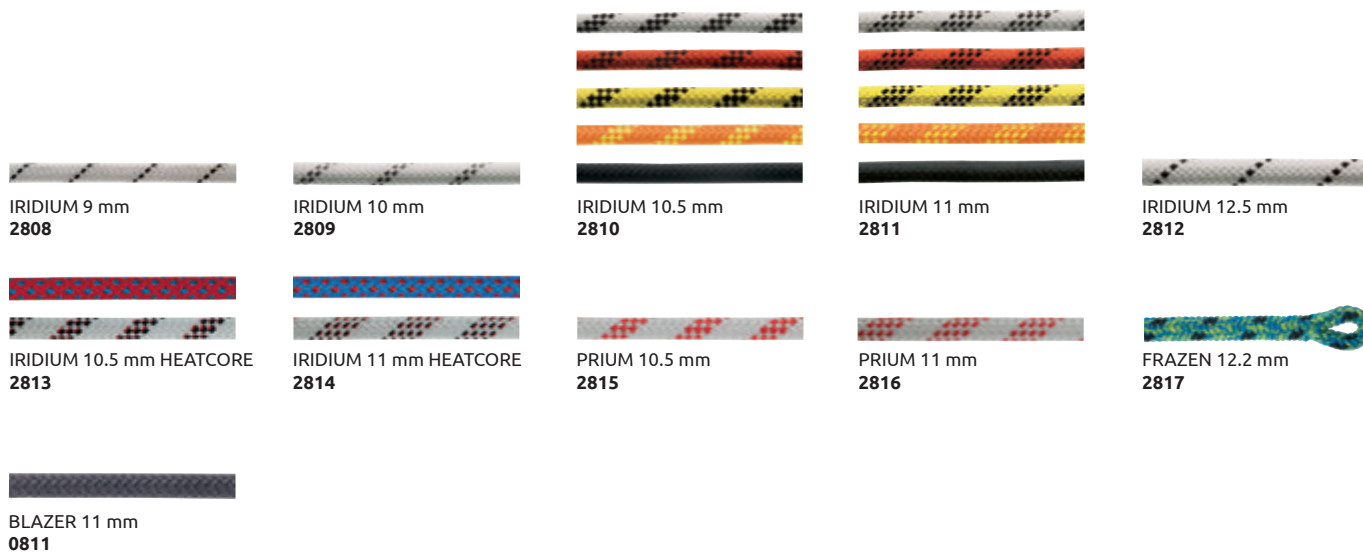 IRIDIUM 9 mm
2808
IRIDIUM 10 mm
2809
IRIDIUM 10.5 mm
2810
IRIDIUM 11 mm
2811
IRIDIUM 12.5 mm
2812
IRIDIUM 10.5 mm HEATCORE
2813
IRIDIUM 11 mm HEATCORE
2814
PRIUM 10.5 mm
2815
PRIUM 11 mm
2816
FRAZEN 12.2 mm
2817
BLAZER 11 mm
0811